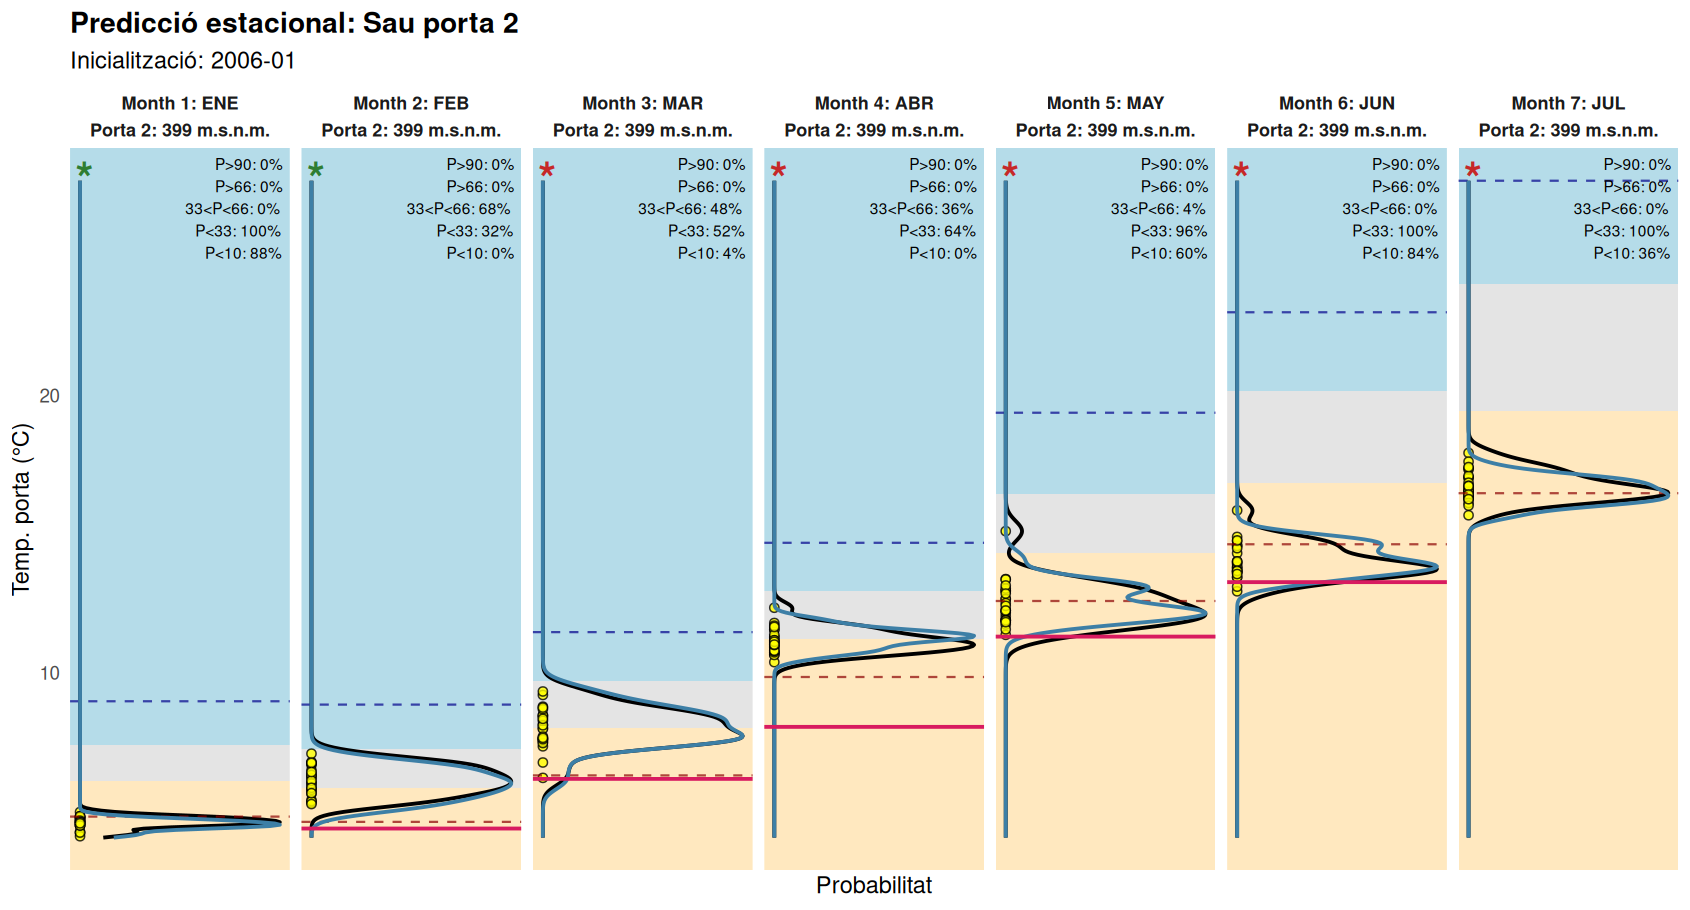 Predicció estacional: Sau porta 2
Inicialització: 2006-01
Month 1: ENE
Porta 2: 399 m.s.n.m.
Month 2: FEB
Porta 2: 399 m.s.n.m.
Month 3: MAR
Porta 2: 399 m.s.n.m.
Month 4: ABR
Porta 2: 399 m.s.n.m.
Month 5: MAY
Porta 2: 399 m.s.n.m.
Month 6: JUN
Porta 2: 399 m.s.n.m.
Month 7: JUL
Porta 2: 399 m.s.n.m.
*
P>90: 0%
P>66: 0%
33<P<66: 0%
P<33: 100%
P<10: 88%
*
P>90: 0%
P>66: 0%
33<P<66: 68%
P<33: 32%
P<10: 0%
*
P>90: 0%
P>66: 0%
33<P<66: 48%
P<33: 52%
P<10: 4%
*
P>90: 0%
P>66: 0%
33<P<66: 36%
P<33: 64%
P<10: 0%
*
P>90: 0%
P>66: 0%
33<P<66: 4%
P<33: 96%
P<10: 60%
*
P>90: 0%
P>66: 0%
33<P<66: 0%
P<33: 100%
P<10: 84%
*
P>90: 0%
P>66: 0%
33<P<66: 0%
P<33: 100%
P<10: 36%
20
10
Temp. porta (°C)
Probabilitat